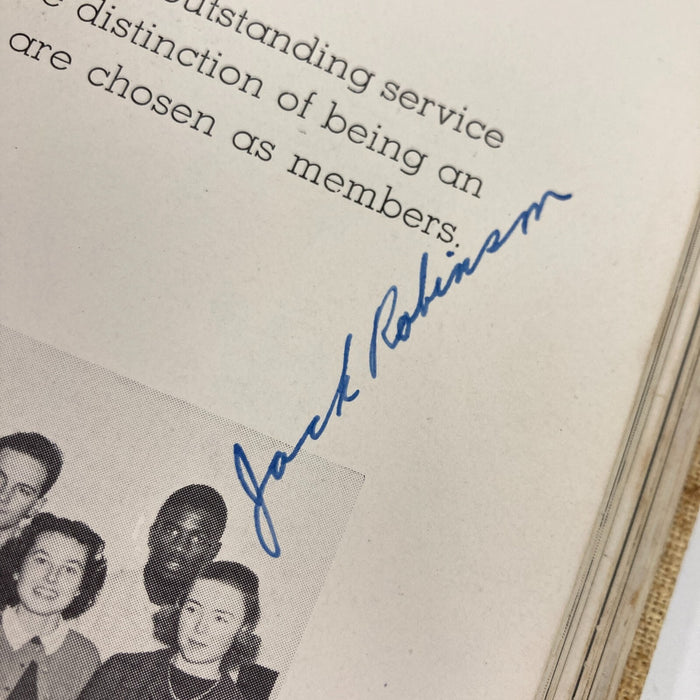 outstanding service
distinction of being an
are chosen as members.
Jack Robinson